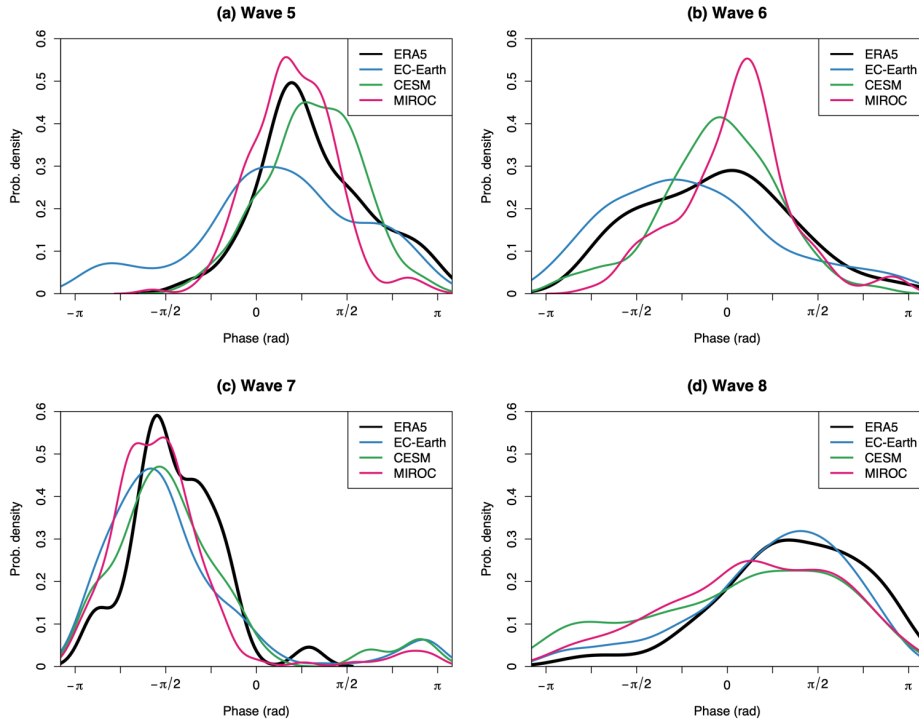 (a) Wave 5
Prob. density
0.6
0.5
0.4
0.3
0.2
0.1
0
ERA5
EC-Earth
CESM
MIROC
−π −π/2 0 π/2 π
Phase (rad)
(b) Wave 6
Prob. density
0.6
0.5
0.4
0.3
0.2
0.1
0
ERA5
EC-Earth
CESM
MIROC
−π −π/2 0 π/2 π
Phase (rad)
(c) Wave 7
Prob. density
0.6
0.5
0.4
0.3
0.2
0.1
0
ERA5
EC-Earth
CESM
MIROC
−π −π/2 0 π/2 π
Phase (rad)
(d) Wave 8
Prob. density
0.6
0.5
0.4
0.3
0.2
0.1
0
ERA5
EC-Earth
CESM
MIROC
−π −π/2 0 π/2 π
Phase (rad)